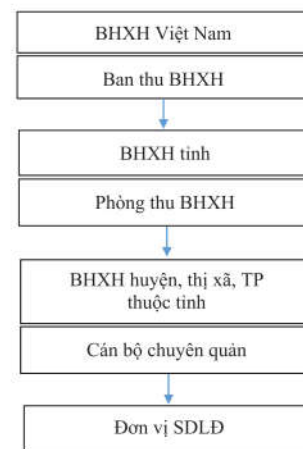 BHXH Việt Nam
Ban thu BHXH
BHXH tỉnh
Phòng thu BHXH
BHXH huyện, thị xã, TP
thuộc tỉnh
Cán bộ chuyên quản
Đơn vị SDLĐ